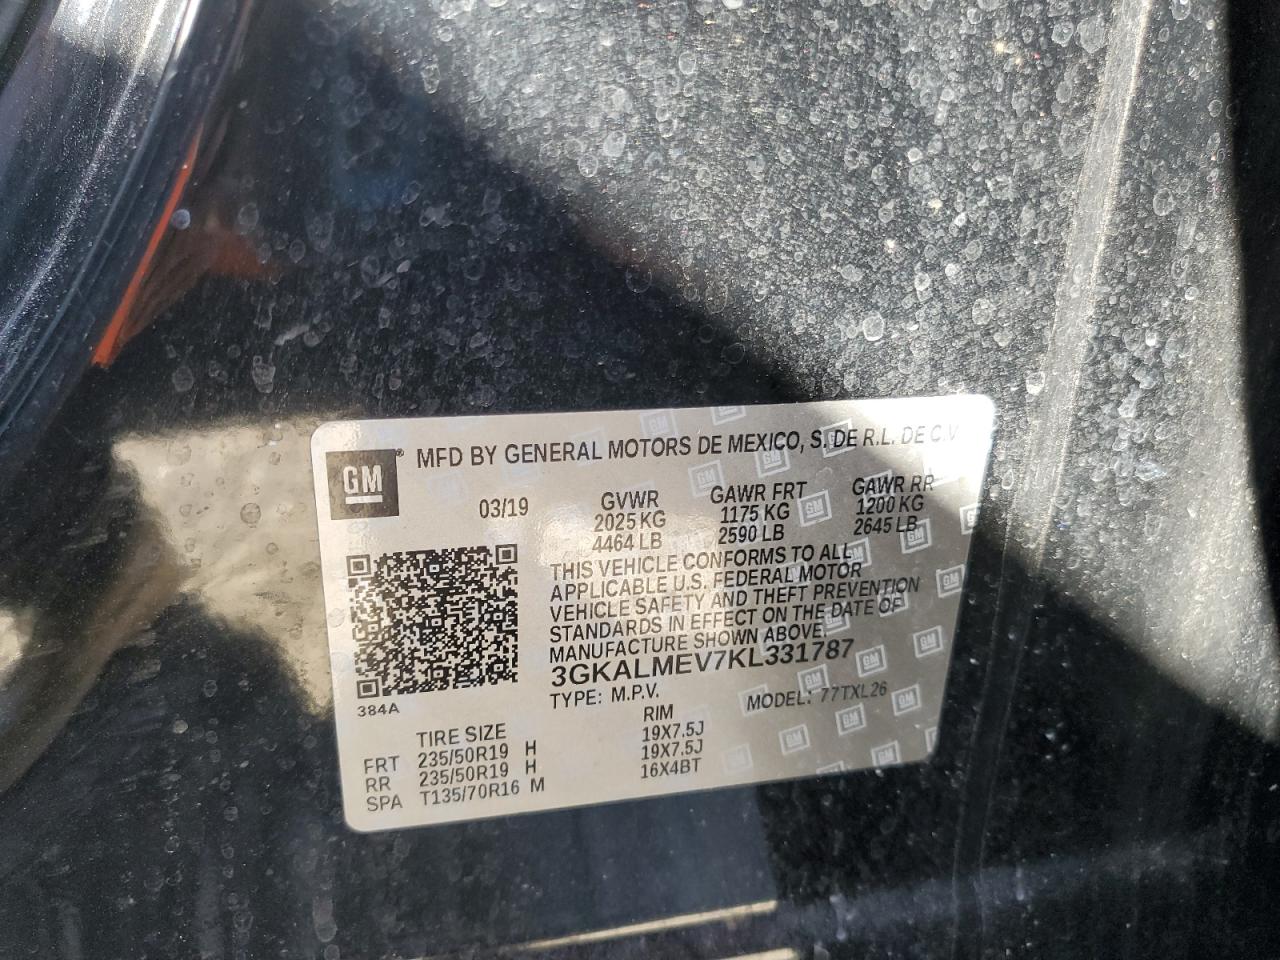 GM
MFD BY GENERAL MOTORS DE MEXICO, S. DE R.L. DE C.V
03/19
GVWR GAWR FRT GAWR RR
2025 KG 1175 KG 1200 KG
4464 LB 2590 LB 2645 LB
THIS VEHICLE CONFORMS TO ALL
APPLICABLE U.S. FEDERAL MOTOR
VEHICLE SAFETY AND THEFT PREVENTION
STANDARDS IN EFFECT ON THE DATE OF
MANUFACTURE SHOWN ABOVE.
3GKALMEV7KL331787
TYPE: M.P.V. MODEL: 77TXL26
384A
TIRE SIZE RIM
FRT 235/50R19 H 19X7.5J
RR 235/50R19 H 19X7.5J
SPA T135/70R16 M 16X4BT